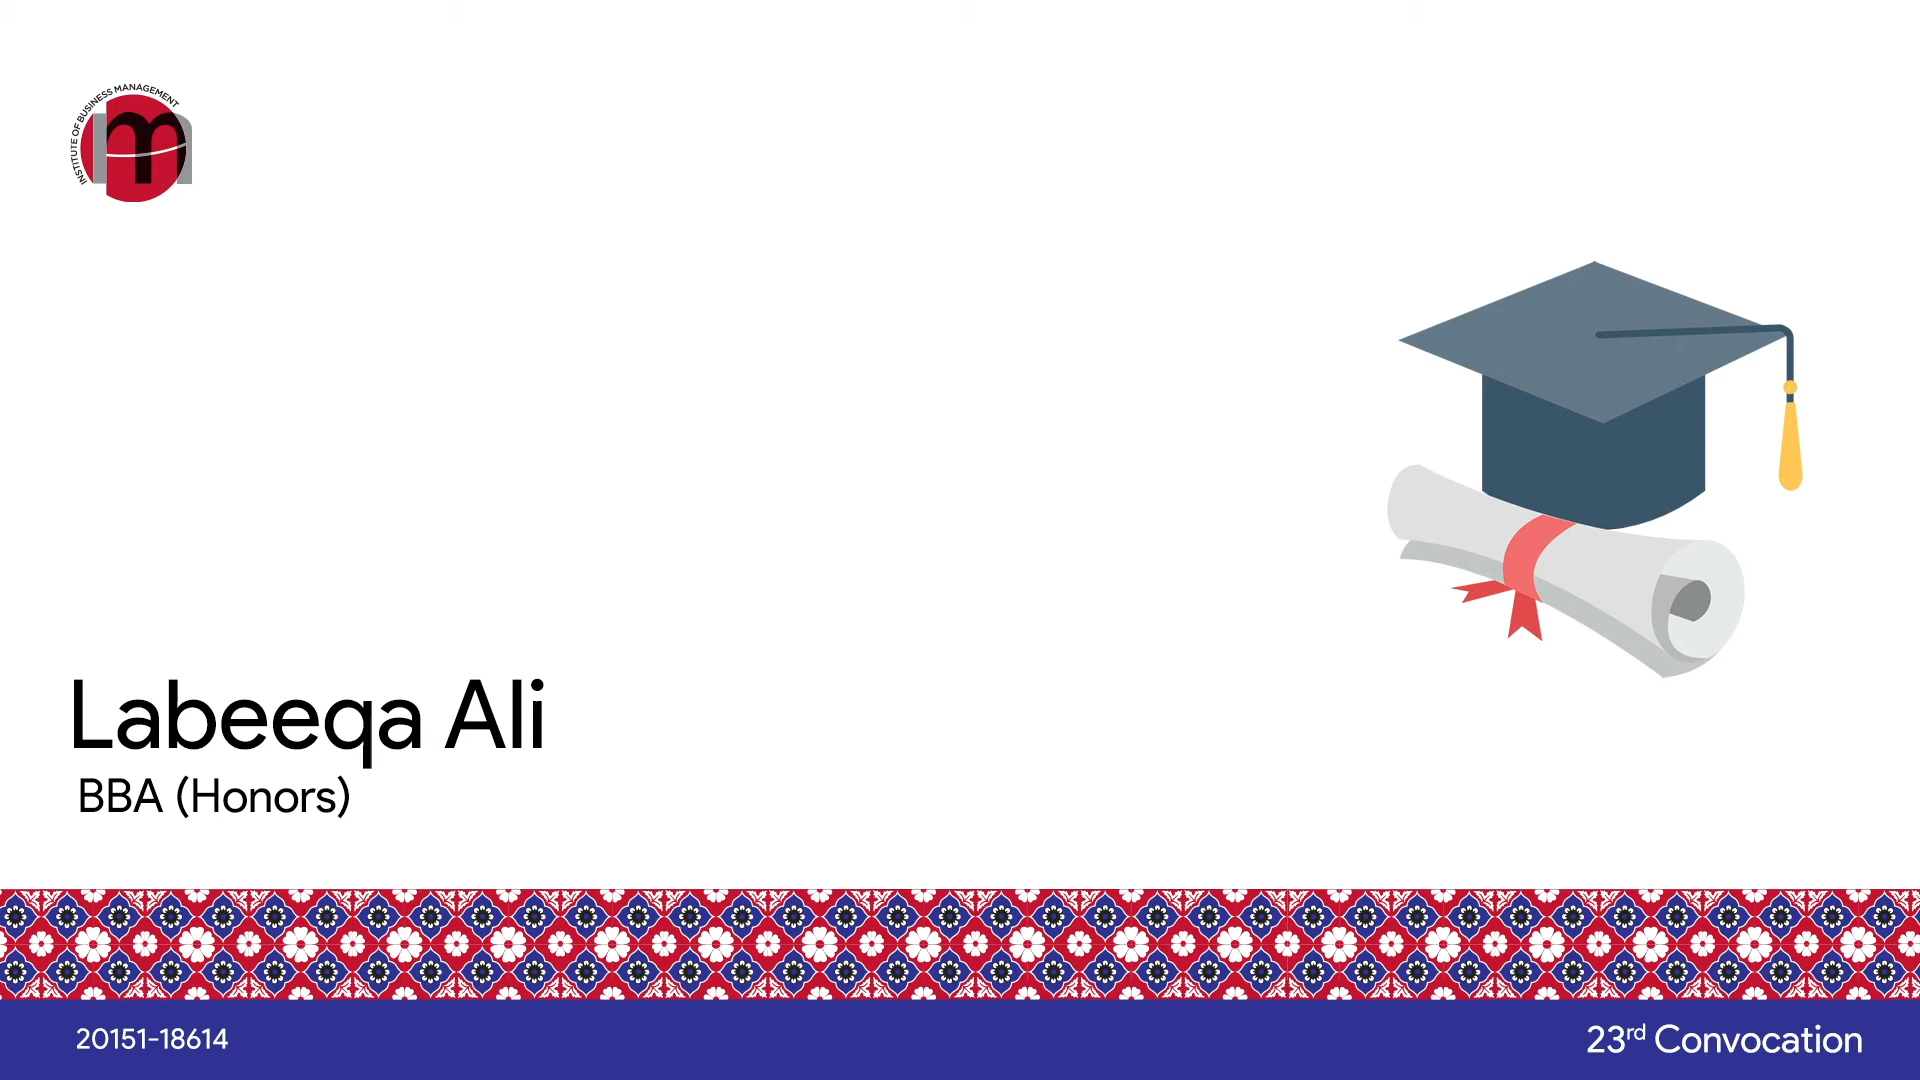 INSTITUTE OF BUSINESS MANAGEMENT
m
Labeeqa Ali
BBA (Honors)
20151-18614
23rd Convocation